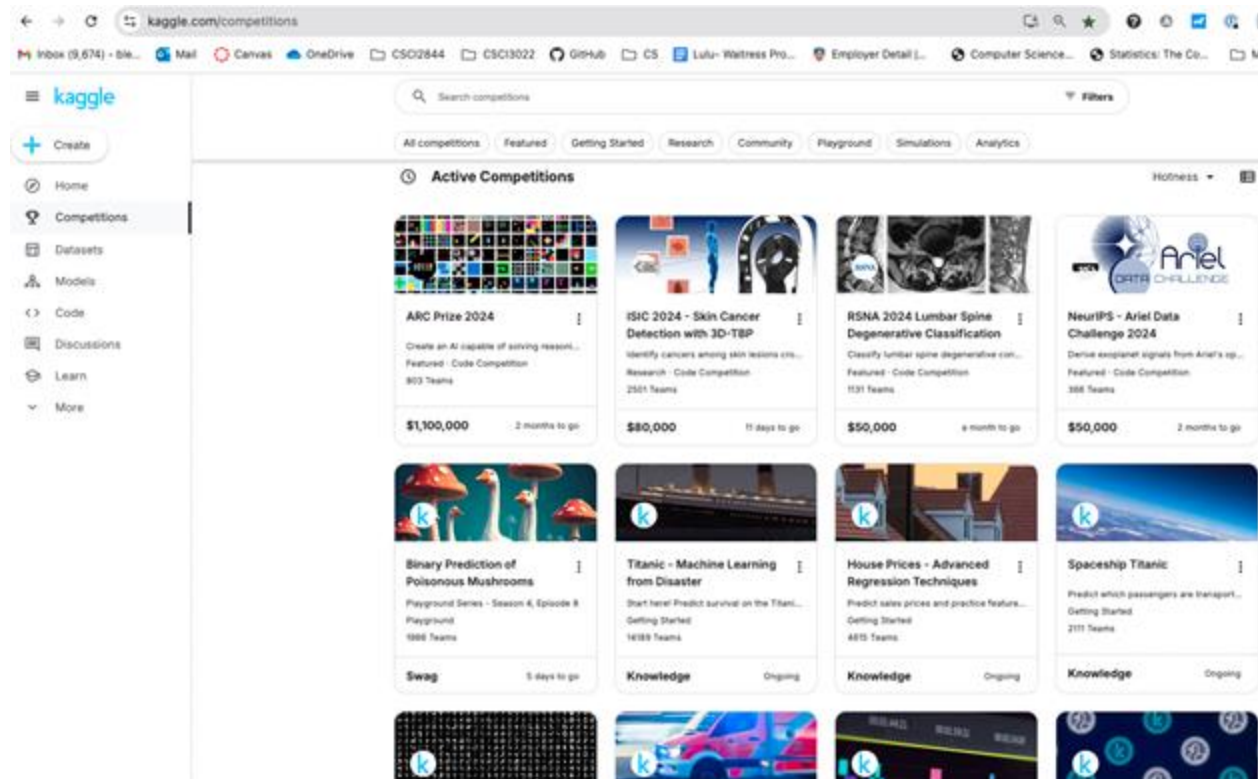 kaggle.com/competitions
Inbox (9,674) - ble...
Mail
Canvas
OneDrive
CSCI2844
CSCI3022
GitHub
CS
Lulu- Waitress Pro...
Employer Detail |...
Computer Science...
Statistics: The Co...
kaggle
Search competitions
Filters
Create
All competitions
Featured
Getting Started
Research
Community
Playground
Simulations
Analytics
Home
Competitions
Datasets
Models
Code
Discussions
Learn
More
Active Competitions
Hotness
ARC Prize 2024
Create an AI capable of solving reasoni...
Featured · Code Competition
803 Teams
$1,100,000
2 months to go
ISIC 2024 - Skin Cancer
Detection with 3D-TBP
Identify cancers among skin lesions cro...
Research · Code Competition
2501 Teams
$80,000
11 days to go
RSNA
RSNA 2024 Lumbar Spine
Degenerative Classification
Classify lumbar spine degenerative con...
Featured · Code Competition
1131 Teams
$50,000
a month to go
Ariel
DATA CHALLENGE
NeurIPS - Ariel Data
Challenge 2024
Derive exoplanet signals from Ariel's op...
Featured · Code Competition
386 Teams
$50,000
2 months to go
k
Binary Prediction of
Poisonous Mushrooms
Playground Series - Season 4, Episode 8
Playground
1986 Teams
Swag
5 days to go
k
Titanic - Machine Learning
from Disaster
Start here! Predict survival on the Titani...
Getting Started
14189 Teams
Knowledge
Ongoing
k
House Prices - Advanced
Regression Techniques
Predict sales prices and practice feature...
Getting Started
4615 Teams
Knowledge
Ongoing
k
Spaceship Titanic
Predict which passengers are transport...
Getting Started
2111 Teams
Knowledge
Ongoing
k
k
k
k